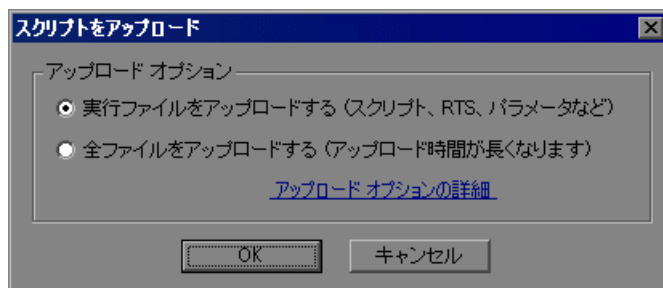 スクリプトをアップロード
アップロード オプション
実行ファイルをアップロードする (スクリプト、RTS、パラメータなど)
全ファイルをアップロードする (アップロード時間が長くなります)
アップロード オプションの詳細
OK キャンセル